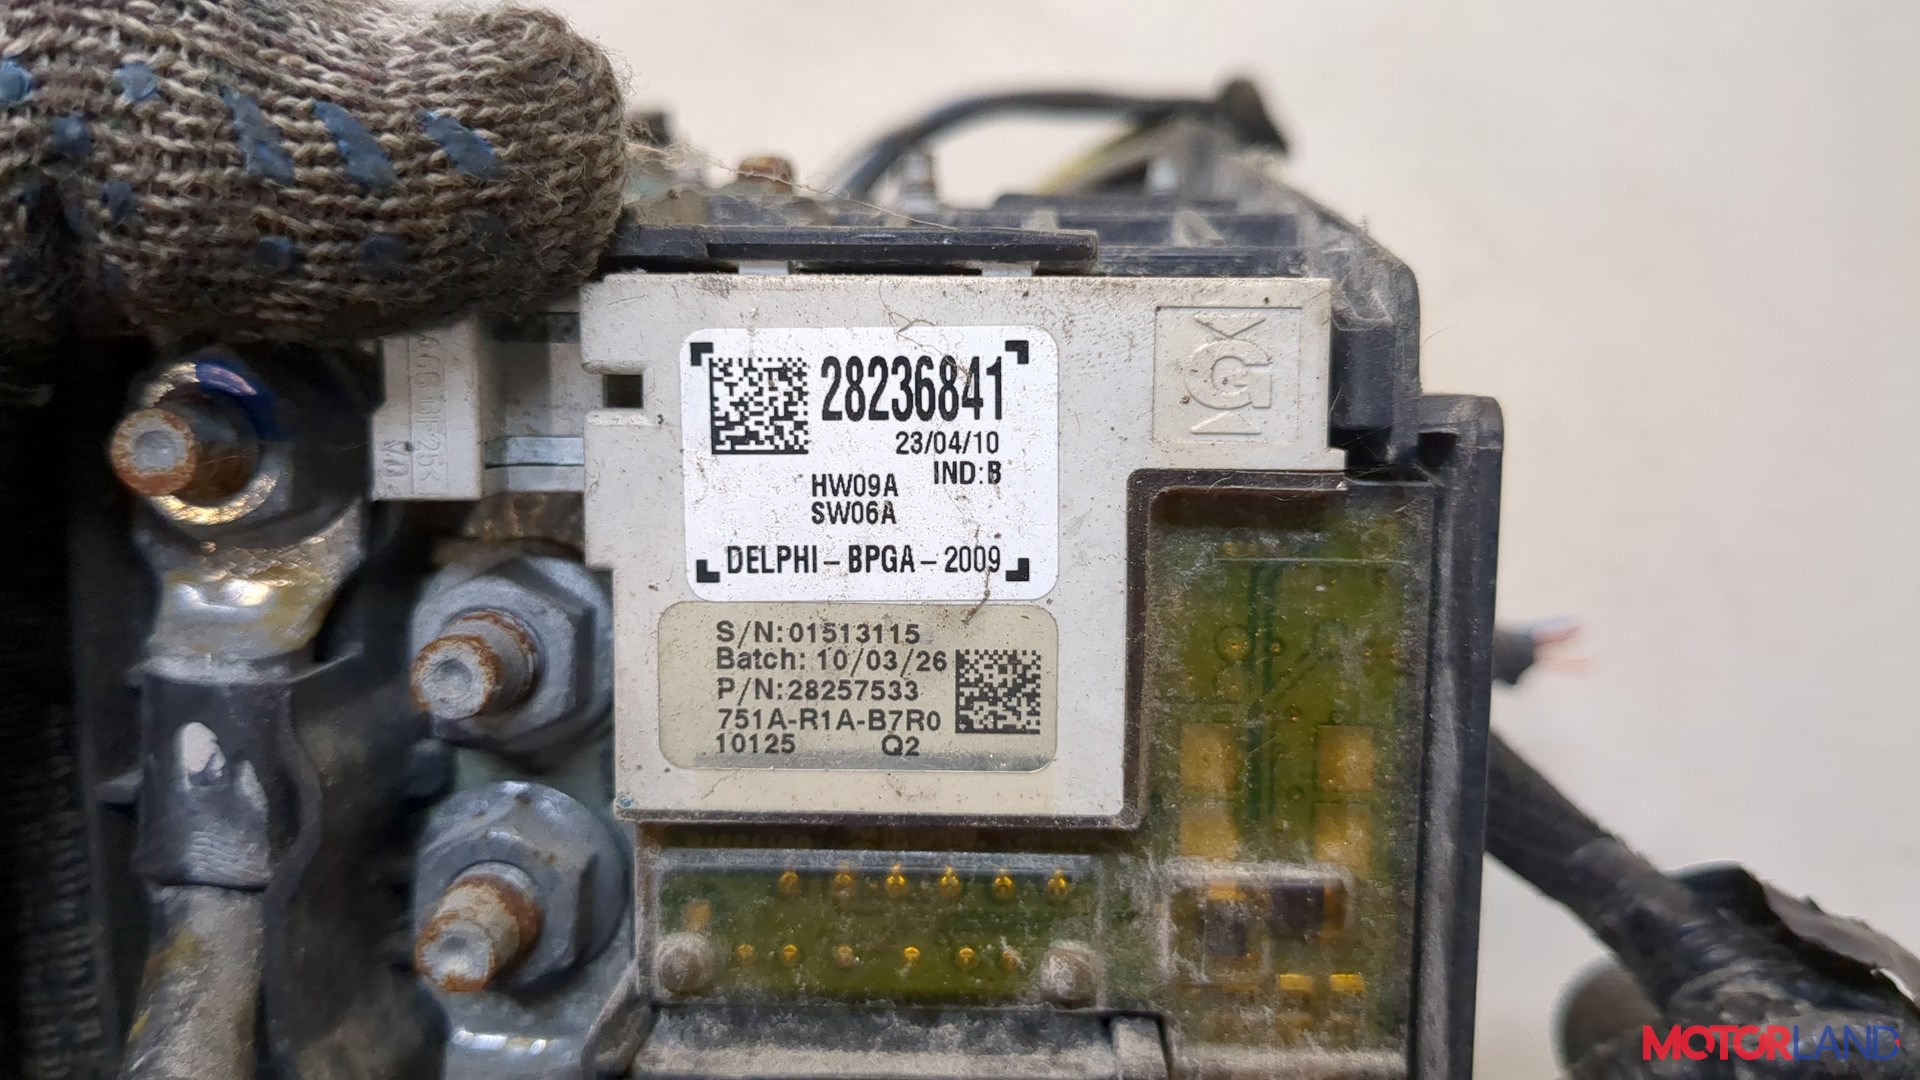 28236841
23/04/10
IND:B
HW09A
SW06A
DELPHI-BPGA-2009
S/N:01513115
Batch: 10/03/26
P/N:28257533
751A-R1A-B7R0
10125 Q2
MOTORLAND